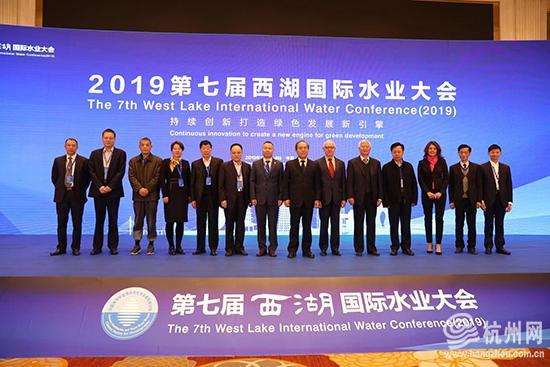 西湖 国际水业大会
2019第七届西湖国际水业大会
The 7th West Lake International Water Conference(2019)
持续创新打造绿色发展新引擎
Continuous innovation to create a new engine for green development
第七届 西湖 国际水业大会
The 7th West Lake International Water Conference(2019)
杭州网
www.hangzhou.com.cn